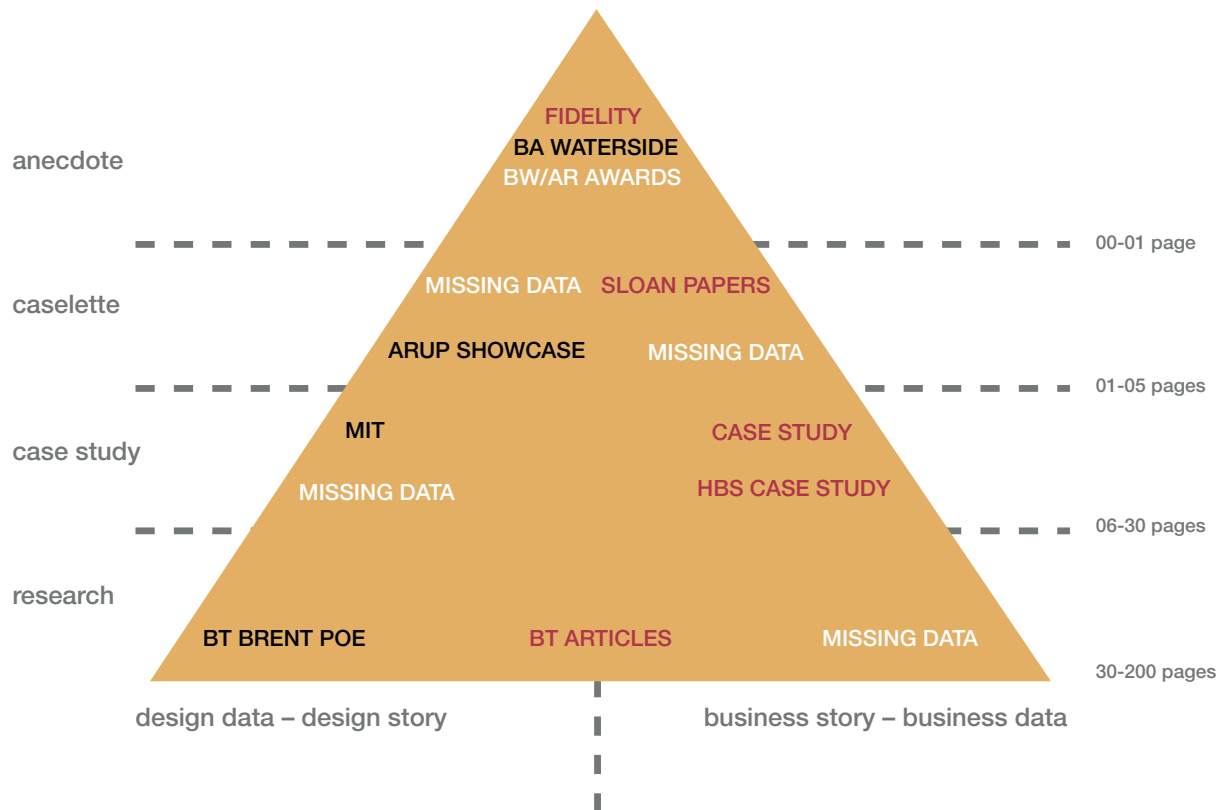 FIDELITY
BA WATERSIDE
anecdote
BW/AR AWARDS
00-01 page
MISSING DATA SLOAN PAPERS
caselette
ARUP SHOWCASE MISSING DATA
01-05 pages
MIT CASE STUDY
case study
MISSING DATA HBS CASE STUDY
06-30 pages
research
BT BRENT POE BT ARTICLES MISSING DATA
30-200 pages
design data – design story business story – business data